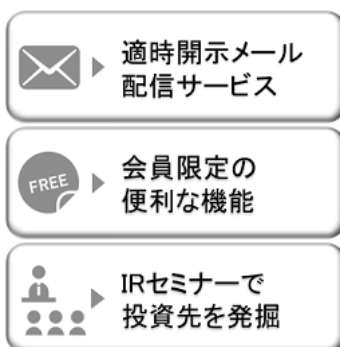 適時開示メール
配信サービス
FREE
会員限定の
便利な機能
IRセミナーで
投資先を発掘